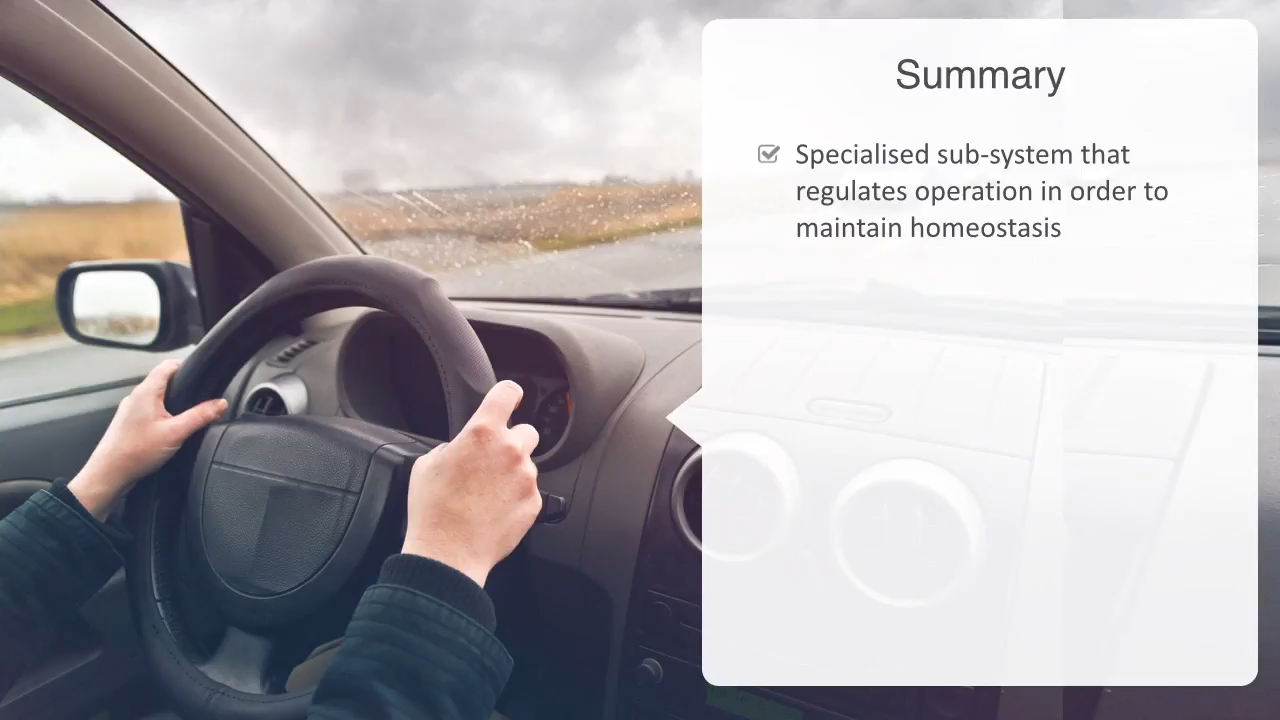 Summary
Specialised sub-system that
regulates operation in order to
maintain homeostasis